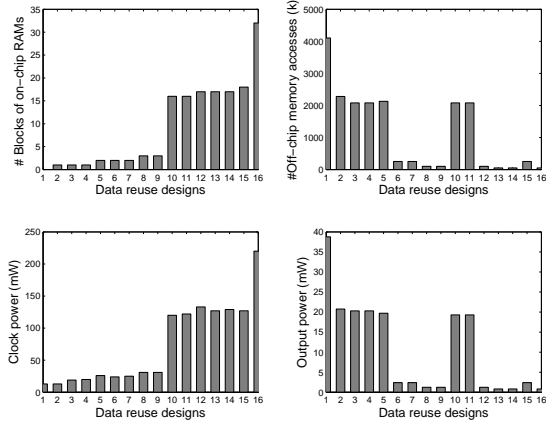 # Blocks of on−chip RAMs
35
30
25
20
15
10
5
0
1 2 3 4 5 6 7 8 9 10 11 12 13 14 15 16
Data reuse designs
#Off−chip memory accesses (k)
5000
4000
3000
2000
1000
0
1 2 3 4 5 6 7 8 9 10 11 12 13 14 15 16
Data reuse designs
Clock power (mW)
250
200
150
100
50
0
1 2 3 4 5 6 7 8 9 10 11 12 13 14 15 16
Data reuse designs
Output power (mW)
40
35
30
25
20
15
10
5
0
1 2 3 4 5 6 7 8 9 10 11 12 13 14 15 16
Data reuse designs